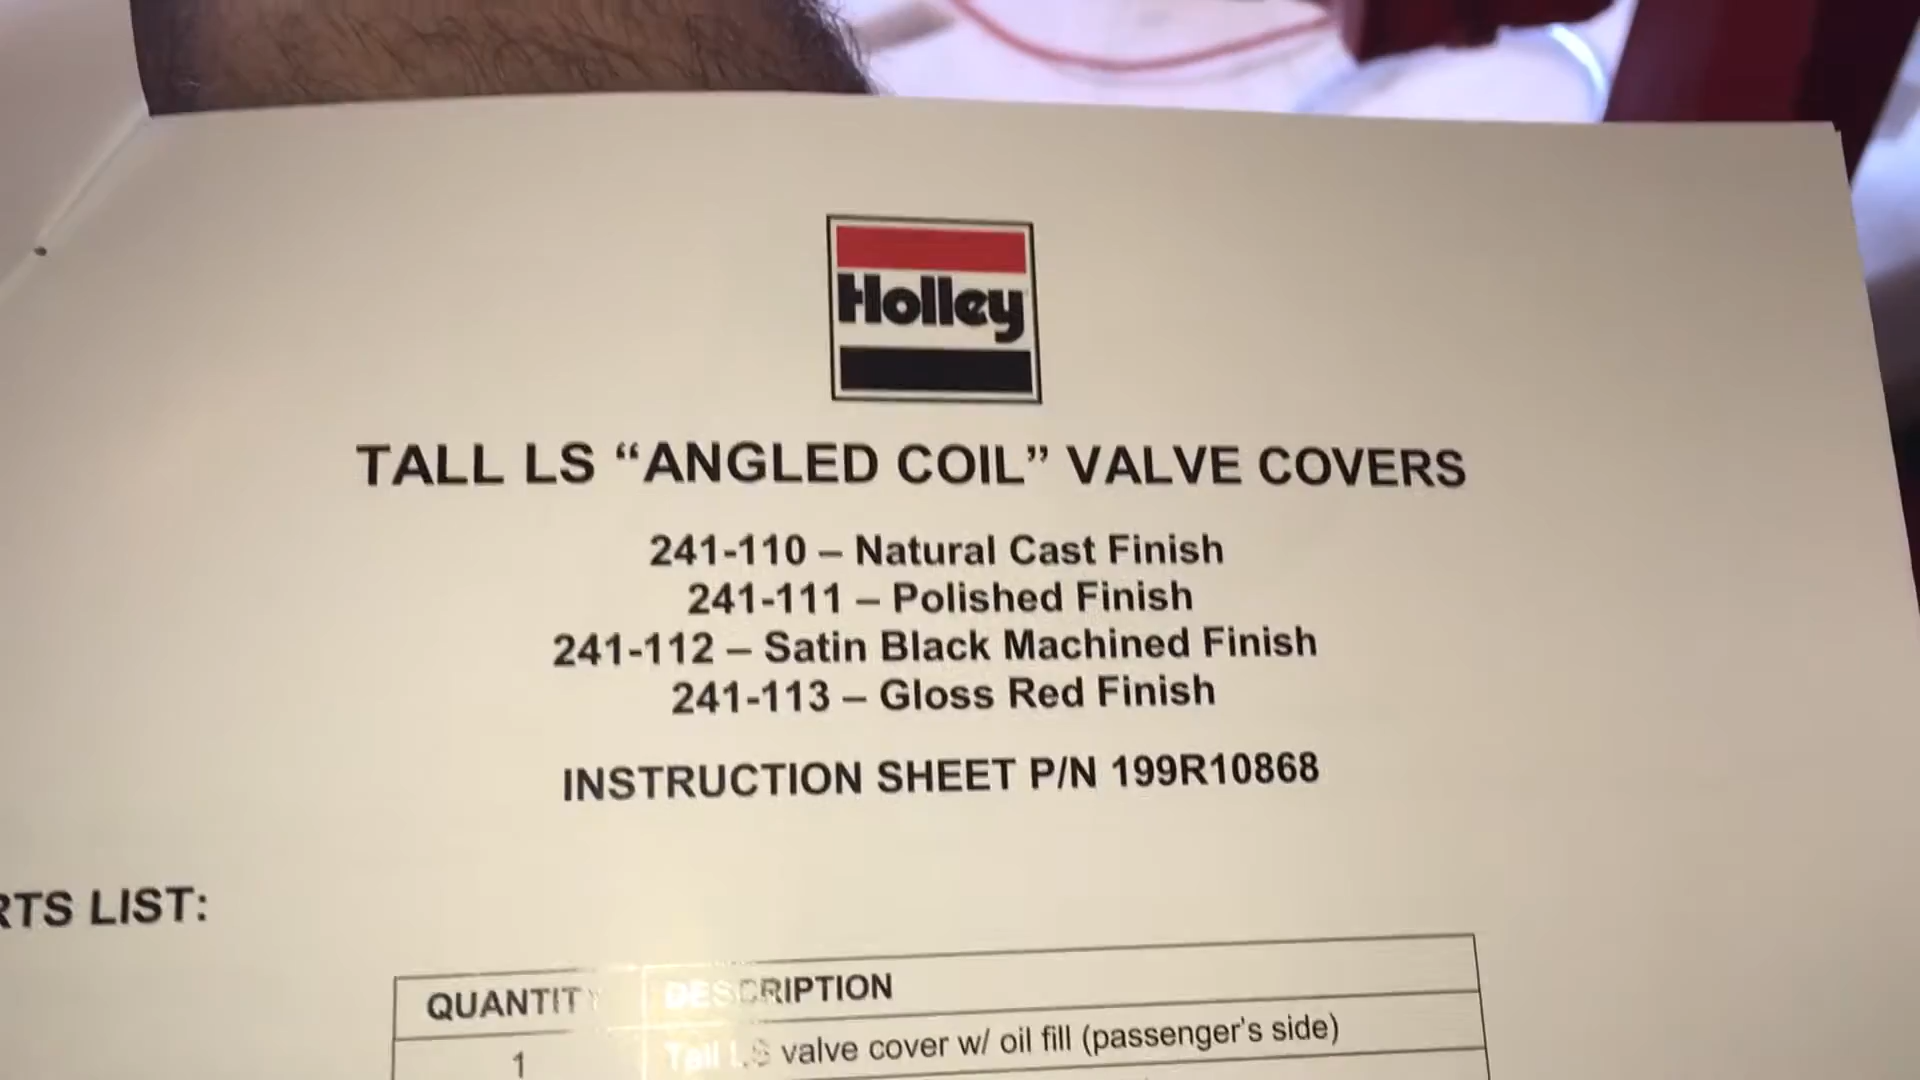 Holley
TALL LS “ANGLED COIL” VALVE COVERS
241-110 – Natural Cast Finish
241-111 – Polished Finish
241-112 – Satin Black Machined Finish
241-113 – Gloss Red Finish
INSTRUCTION SHEET P/N 199R10868
RTS LIST:
QUANTITY DESCRIPTION
1 Tall LS valve cover w/ oil fill (passenger's side)